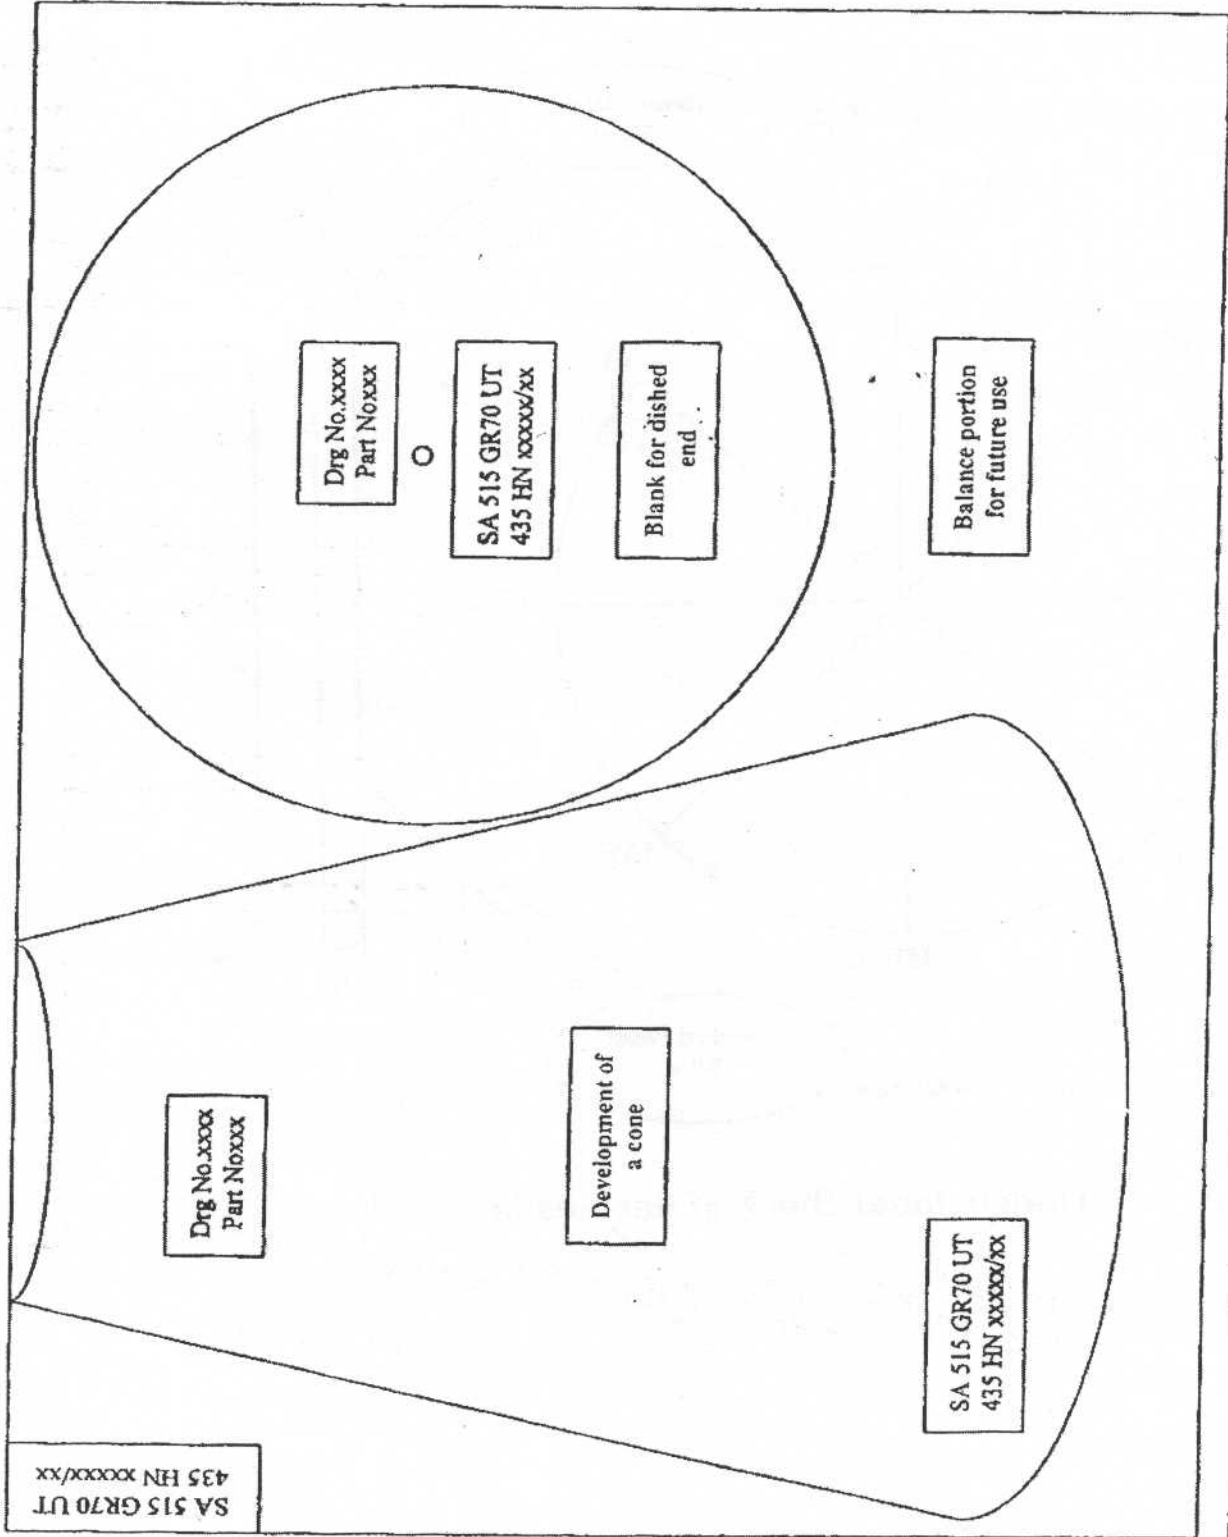 SA 515 GR70 UT
435 HN xxxxx/xx
Drg No.xxxx
Part Noxxx
Development of
a cone
SA 515 GR70 UT
435 HN xxxxx/xx
Drg No.xxxx
Part Noxxx
SA 515 GR70 UT
435 HN xxxxx/xx
Blank for dished
end
Balance portion
for future use